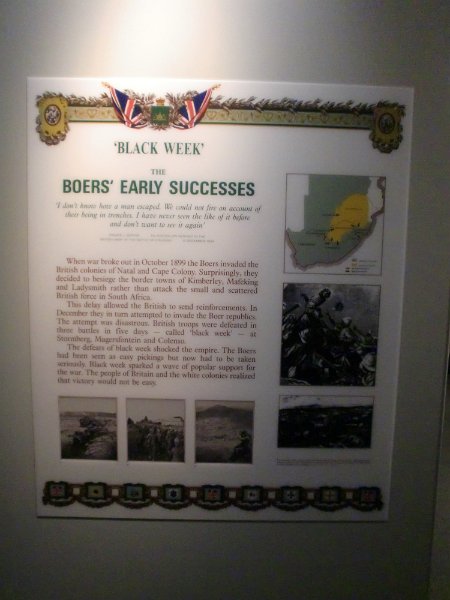 'BLACK WEEK'
THE
BOERS' EARLY SUCCESSES
'I don't know how a man escaped. We could not fire on account of
their being in trenches. I have never seen the like of it before
and don't want to see it again'
When war broke out in October 1899 the Boers invaded the
British colonies of Natal and Cape Colony. Surprisingly, they
decided to besiege the border towns of Kimberley, Mafeking
and Ladysmith rather than attack the small and scattered
British force in South Africa.
This delay allowed the British to send reinforcements. In
December they in turn attempted to invade the Boer republics.
The attempt was disastrous. British troops were defeated in
three battles in five days — called 'black week' — at
Stormberg, Magersfontein and Colenso.
The defeats of black week shocked the empire. The Boers
had been seen as easy pickings but now had to be taken
seriously. Black week sparked a wave of popular support for
the war. The people of Britain and the white colonies realized
that victory would not be easy.